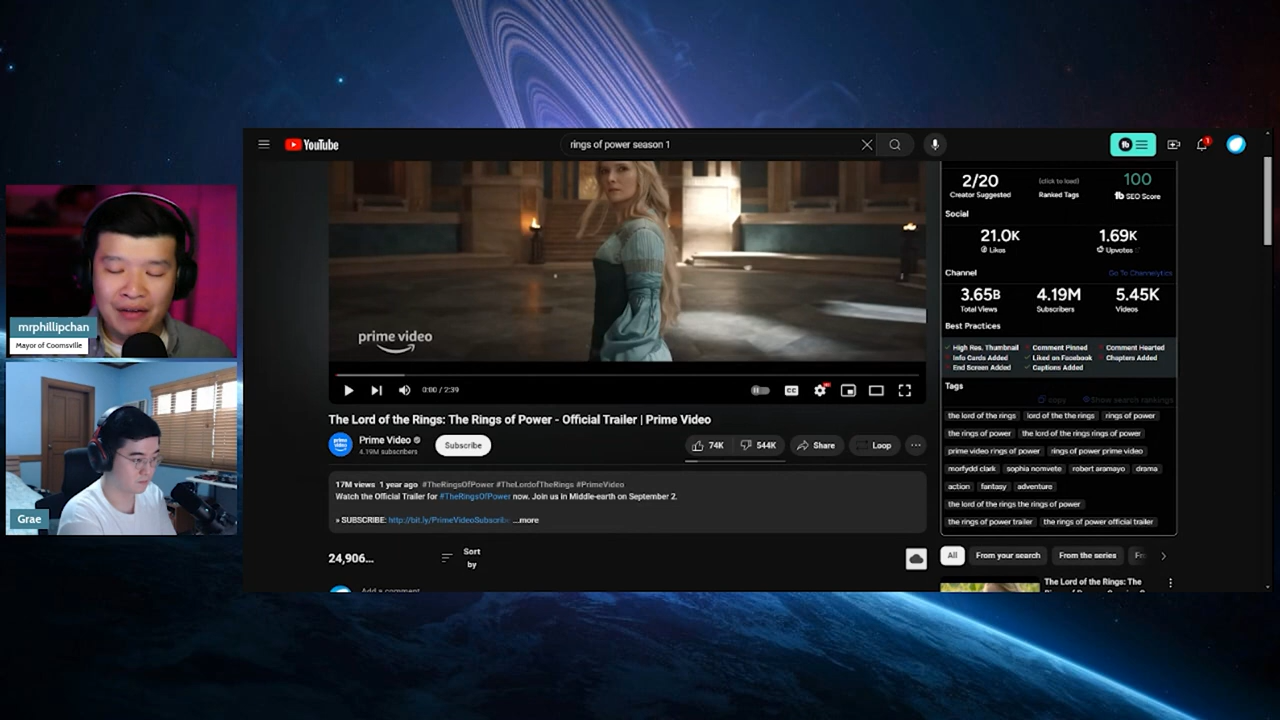 YouTube
rings of power season 1
mrphillipchan
Mayor of Coomsville
Grae
prime video
0:00 / 2:39
The Lord of the Rings: The Rings of Power - Official Trailer | Prime Video
Prime Video
4.19M subscribers
Subscribe
74K
544K
Share
Loop
17M views 1 year ago #TheRingsOfPower #TheLordofTheRings #PrimeVideo
Watch the Official Trailer for #TheRingsOfPower now. Join us in Middle-earth on September 2.
» SUBSCRIBE: http://bit.ly/PrimeVideoSubscrib ...more
24,906...
Sort
by
Add a comment
2/20
Creator Suggested
(click to load)
Ranked Tags
100
tb SEO Score
Social
21.0K
Likes
1.69K
Upvotes
Channel
Go To Channelytics
3.65B
Total Views
4.19M
Subscribers
5.45K
Videos
Best Practices
High Res. Thumbnail
Comment Pinned
Comment Hearted
Info Cards Added
Liked on Facebook
Chapters Added
End Screen Added
Captions Added
Tags
copy
Show search rankings
the lord of the rings
lord of the the rings
rings of power
the rings of power
the lord of the rings rings of power
prime video rings of power
rings of power prime video
morfydd clark
sophia nomvete
robert aramayo
drama
action
fantasy
adventure
the lord of the rings the rings of power
the rings of power trailer
the rings of power official trailer
All
From your search
From the series
The Lord of the Rings: The